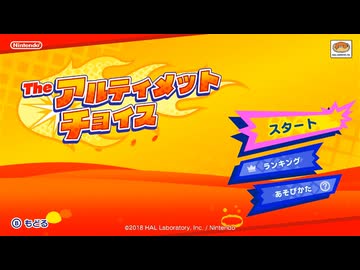 Nintendo
The アルティメット
チョイス
スタート
ランキング
あそびかた ?
B もどる
©2018 HAL Laboratory, Inc. / Nintendo